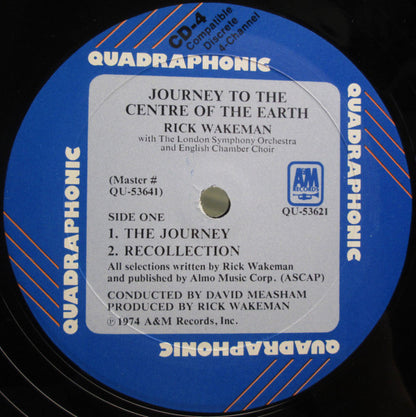 CD-4
Compatible
Discrete
4-Channel
QUADRAPHONIC
JOURNEY TO THE
CENTRE OF THE EARTH
RICK WAKEMAN
with The London Symphony Orchestra
and English Chamber Choir
(Master #
QU-53641)
A&M
RECORDS
QU-53621
SIDE ONE
1. THE JOURNEY
2. RECOLLECTION
All selections written by Rick Wakeman
and published by Almo Music Corp. (ASCAP)
CONDUCTED BY DAVID MEASHAM
PRODUCED BY RICK WAKEMAN
℗ 1974 A&M Records, Inc.
QUADRAPHONIC
QUADRAPHONIC
QUADRAPHONIC
QUADRAPHONIC